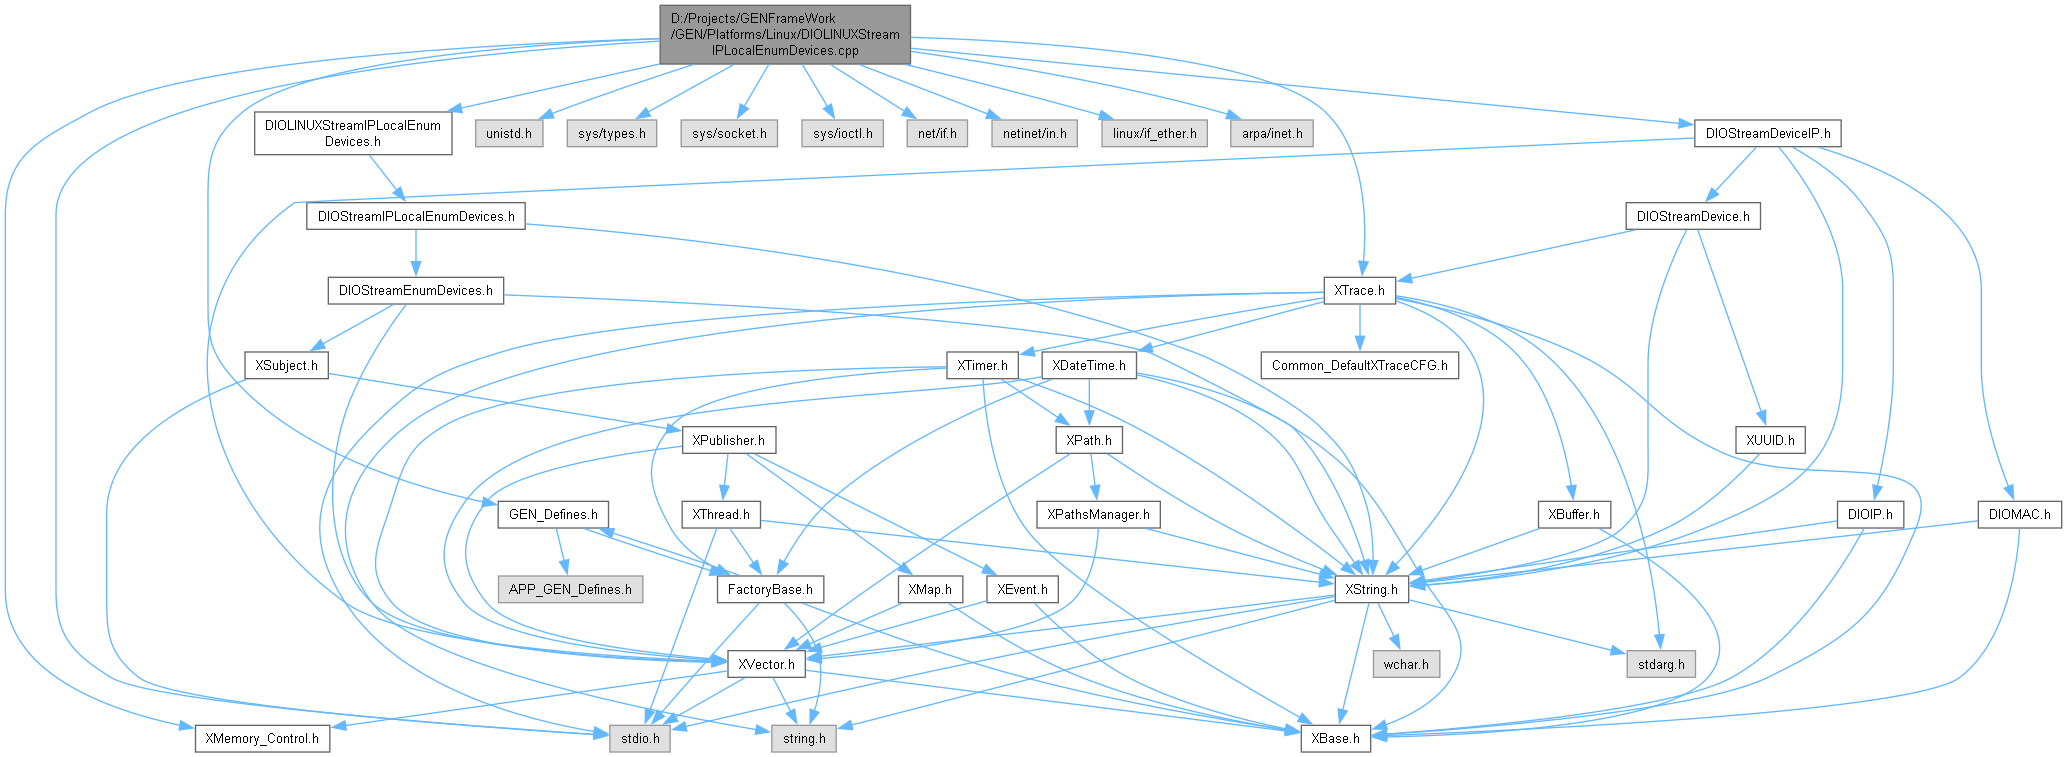 D:/Projects/GENFrameWork
/GEN/Platforms/Linux/DIOLINUXStream
IPLocalEnumDevices.cpp
DIOLINUXStreamIPLocalEnum
Devices.h
unistd.h
sys/types.h
sys/socket.h
sys/ioctl.h
net/if.h
netinet/in.h
linux/if_ether.h
arpa/inet.h
DIOStreamDeviceIP.h
DIOStreamIPLocalEnumDevices.h
DIOStreamDevice.h
DIOStreamEnumDevices.h
XTrace.h
XSubject.h
XTimer.h
XDateTime.h
Common_DefaultXTraceCFG.h
XPublisher.h
XPath.h
XUUID.h
GEN_Defines.h
XThread.h
XPathsManager.h
XBuffer.h
DIOIP.h
DIOMAC.h
APP_GEN_Defines.h
FactoryBase.h
XMap.h
XEvent.h
XString.h
XVector.h
wchar.h
stdarg.h
XMemory_Control.h
stdio.h
string.h
XBase.h